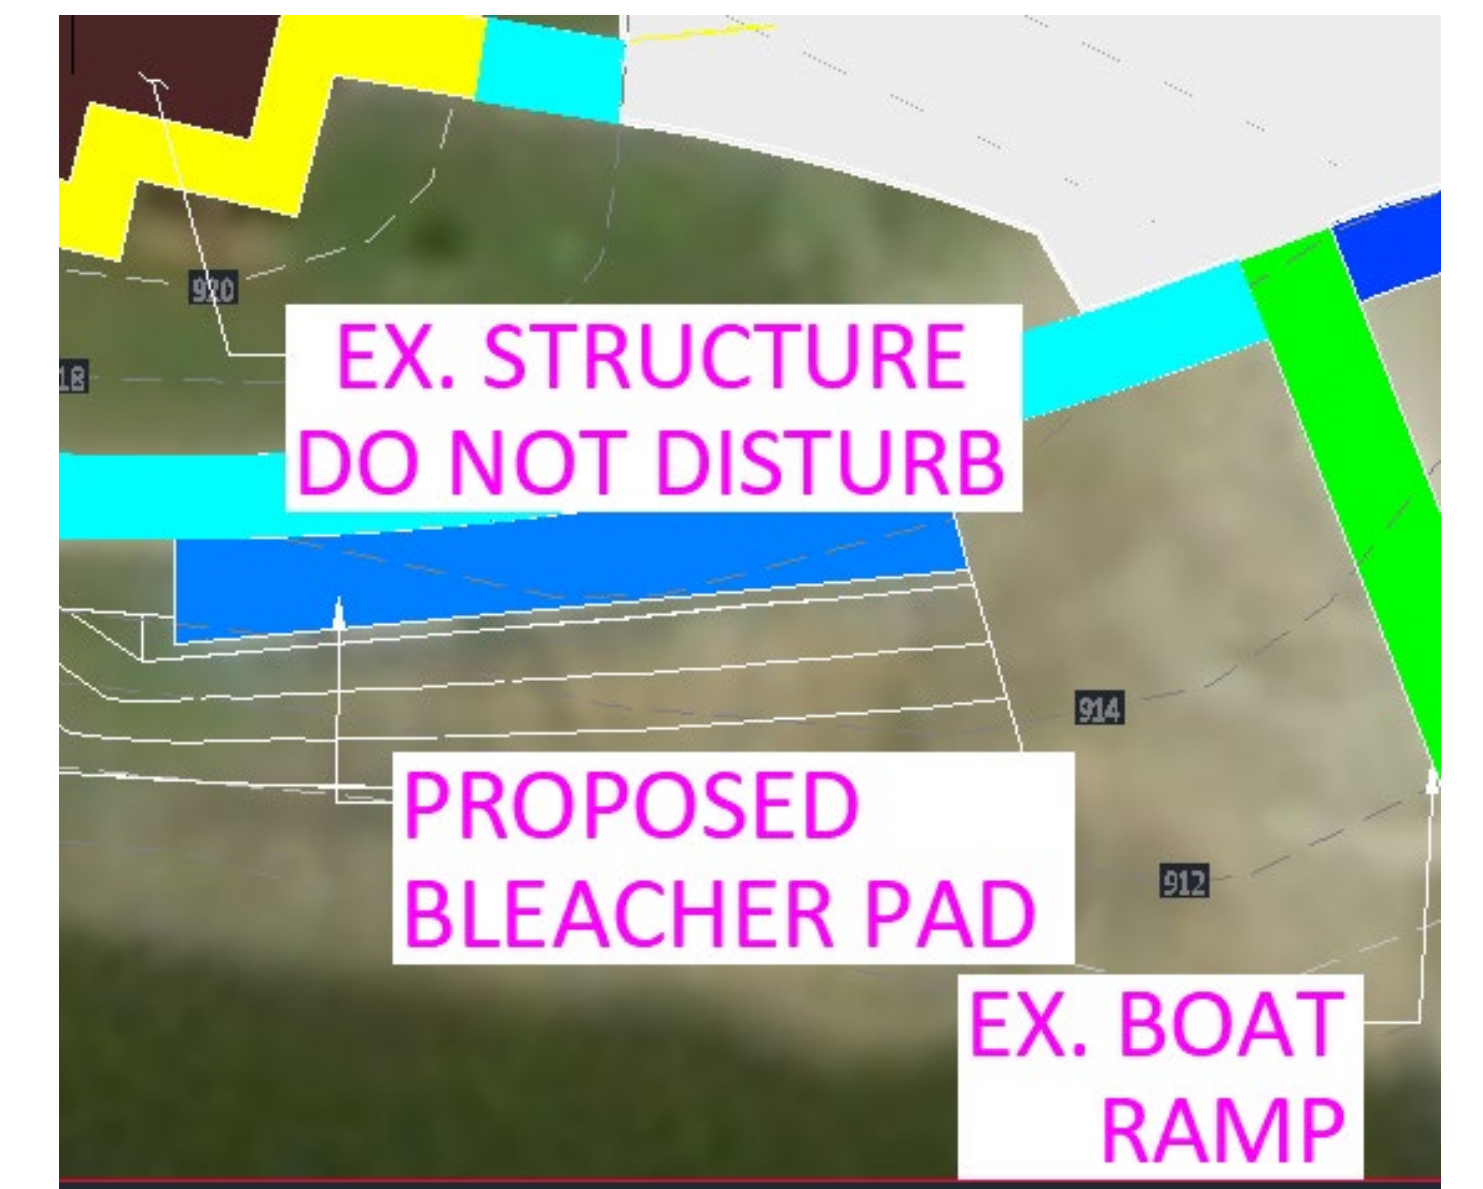 920
18
EX. STRUCTURE
DO NOT DISTURB
914
PROPOSED
BLEACHER PAD
912
EX. BOAT
RAMP